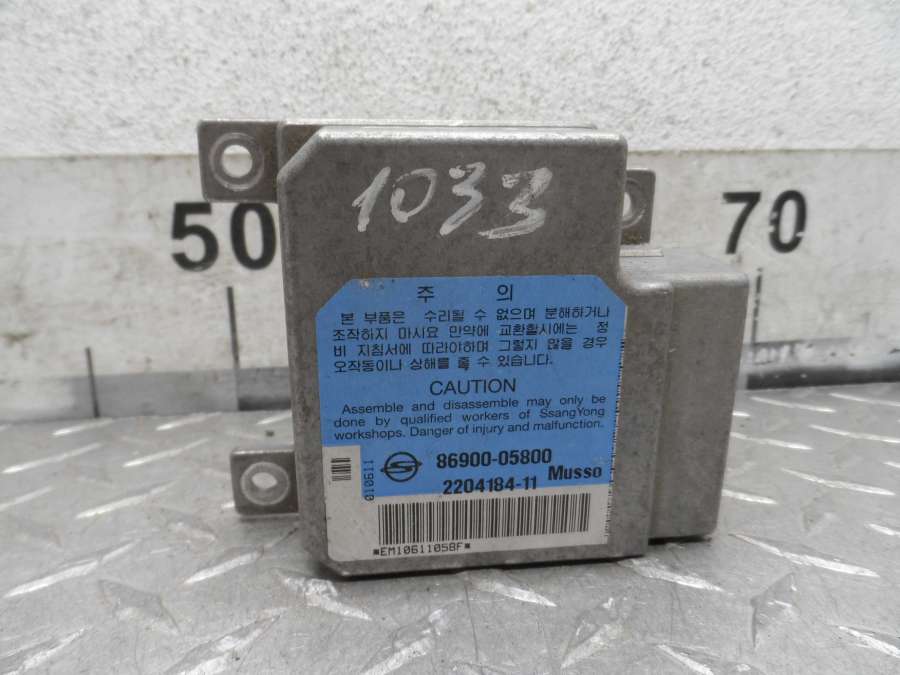 1033
50
70
주 의
본 부품은 수리될 수 없으며 분해하거나
조작하지 마시요 만약에 교환할시에는 정
비 지침서에 따라야하며 그렇지 않을 경우
오작동이나 상해를 줄 수 있습니다.
CAUTION
Assemble and disassemble may only be
done by qualified workers of SsangYong
workshops. Danger of injury and malfunction.
010611
86900-05800
2204184-11 Musso
*EM1061105BF*